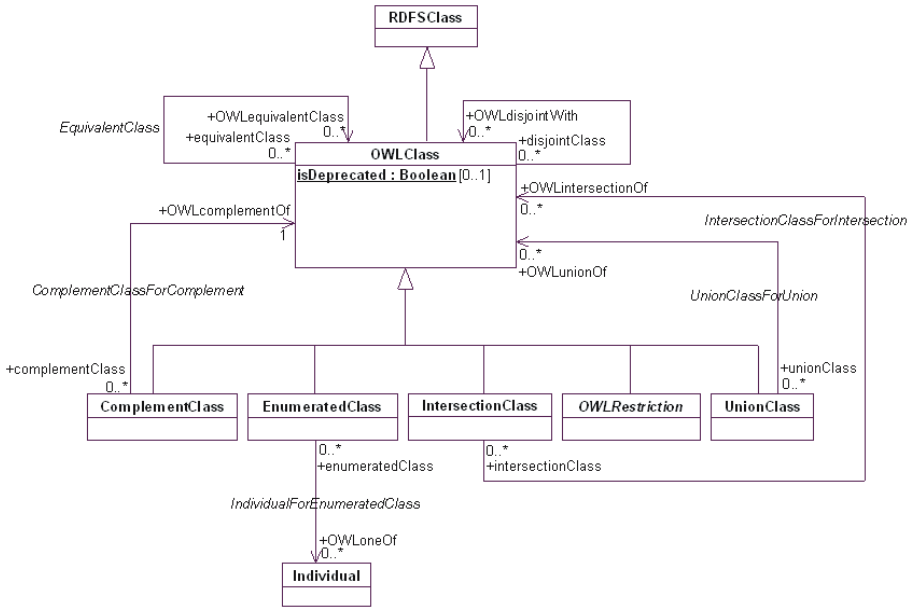 RDFSClass
EquivalentClass
+OWLequivalentClass
0..*
+equivalentClass
0..*
+OWLdisjointWith
0..*
+disjointClass
0..*
OWLClass
isDeprecated : Boolean[0..1]
+OWLintersectionOf
0..*
IntersectionClassForIntersection
+OWLcomplementOf
1
0..*
+OWLunionOf
ComplementClassForComplement
UnionClassForUnion
+complementClass
0..*
+unionClass
0..*
ComplementClass
EnumeratedClass
IntersectionClass
OWLRestriction
UnionClass
0..*
+enumeratedClass
0..*
+intersectionClass
IndividualForEnumeratedClass
+OWLoneOf
0..*
Individual